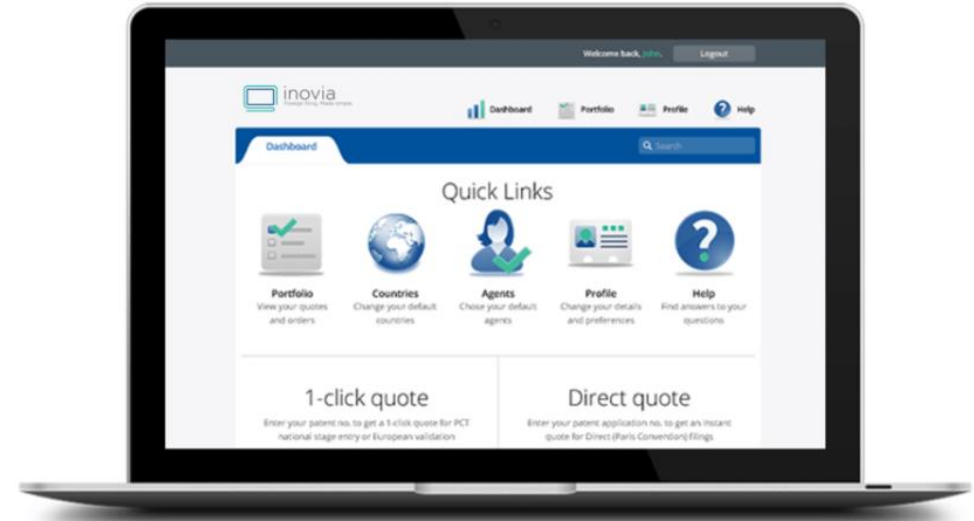 Welcome back, John.
Logout
inovia
Foreign filing. Made simple.
Dashboard
Portfolio
Profile
Help
Dashboard
Search
Quick Links
Portfolio
View your quotes
and orders
Countries
Change your default
countries
Agents
Chose your default
agents
Profile
Change your details
and preferences
Help
Find answers to your
questions
1-click quote
Enter your patent no. to get a 1-click quote for PCT
national stage entry or European validation
Direct quote
Enter your patent application no. to get an instant
quote for Direct (Paris Convention) filings